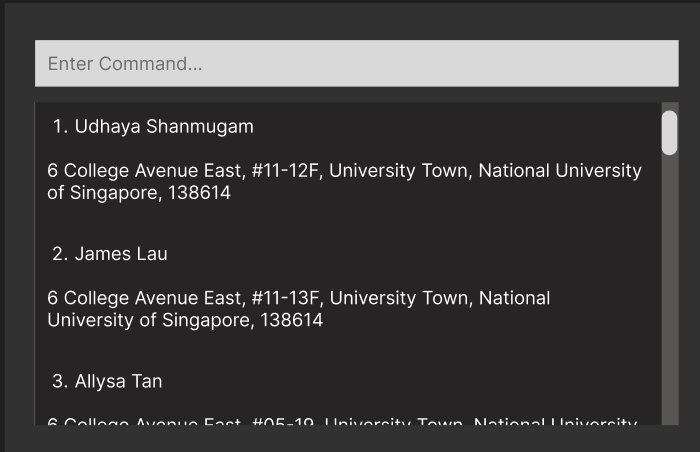 Enter Command...
1. Udhaya Shanmugam
6 College Avenue East, #11-12F, University Town, National University
of Singapore, 138614
2. James Lau
6 College Avenue East, #11-13F, University Town, National
University of Singapore, 138614
3. Allysa Tan
6 College Avenue East, #05-19, University Town, National University